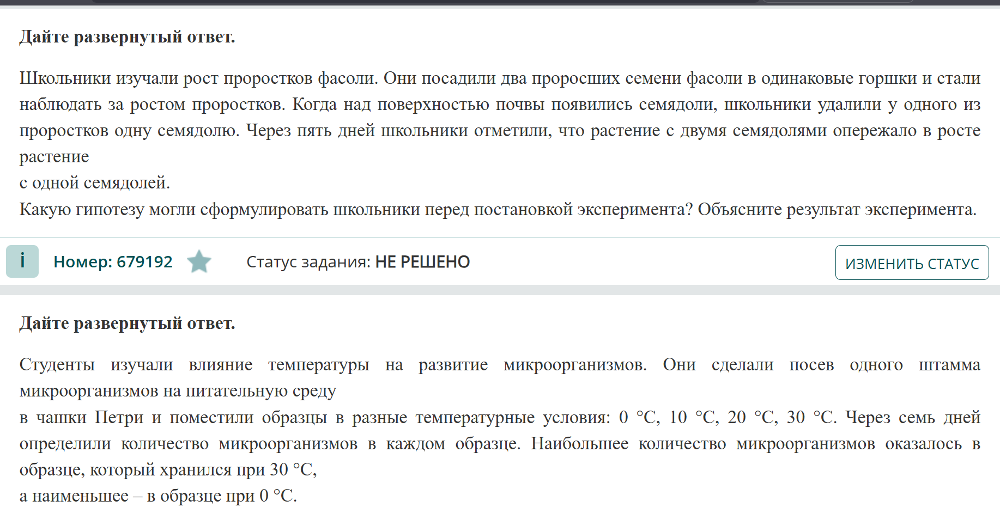 Дайте развернутый ответ.
Школьники изучали рост проростков фасоли. Они посадили два проросших семени фасоли в одинаковые горшки и стали
наблюдать за ростом проростков. Когда над поверхностью почвы появились семядоли, школьники удалили у одного из
проростков одну семядолю. Через пять дней школьники отметили, что растение с двумя семядолями опережало в росте
растение
с одной семядолей.
Какую гипотезу могли сформулировать школьники перед постановкой эксперимента? Объясните результат эксперимента.
i Номер: 679192 Статус задания: НЕ РЕШЕНО ИЗМЕНИТЬ СТАТУС
Дайте развернутый ответ.
Студенты изучали влияние температуры на развитие микроорганизмов. Они сделали посев одного штамма
микроорганизмов на питательную среду
в чашки Петри и поместили образцы в разные температурные условия: 0 °C, 10 °C, 20 °C, 30 °C. Через семь дней
определили количество микроорганизмов в каждом образце. Наибольшее количество микроорганизмов оказалось в
образце, который хранился при 30 °C,
а наименьшее – в образце при 0 °C.